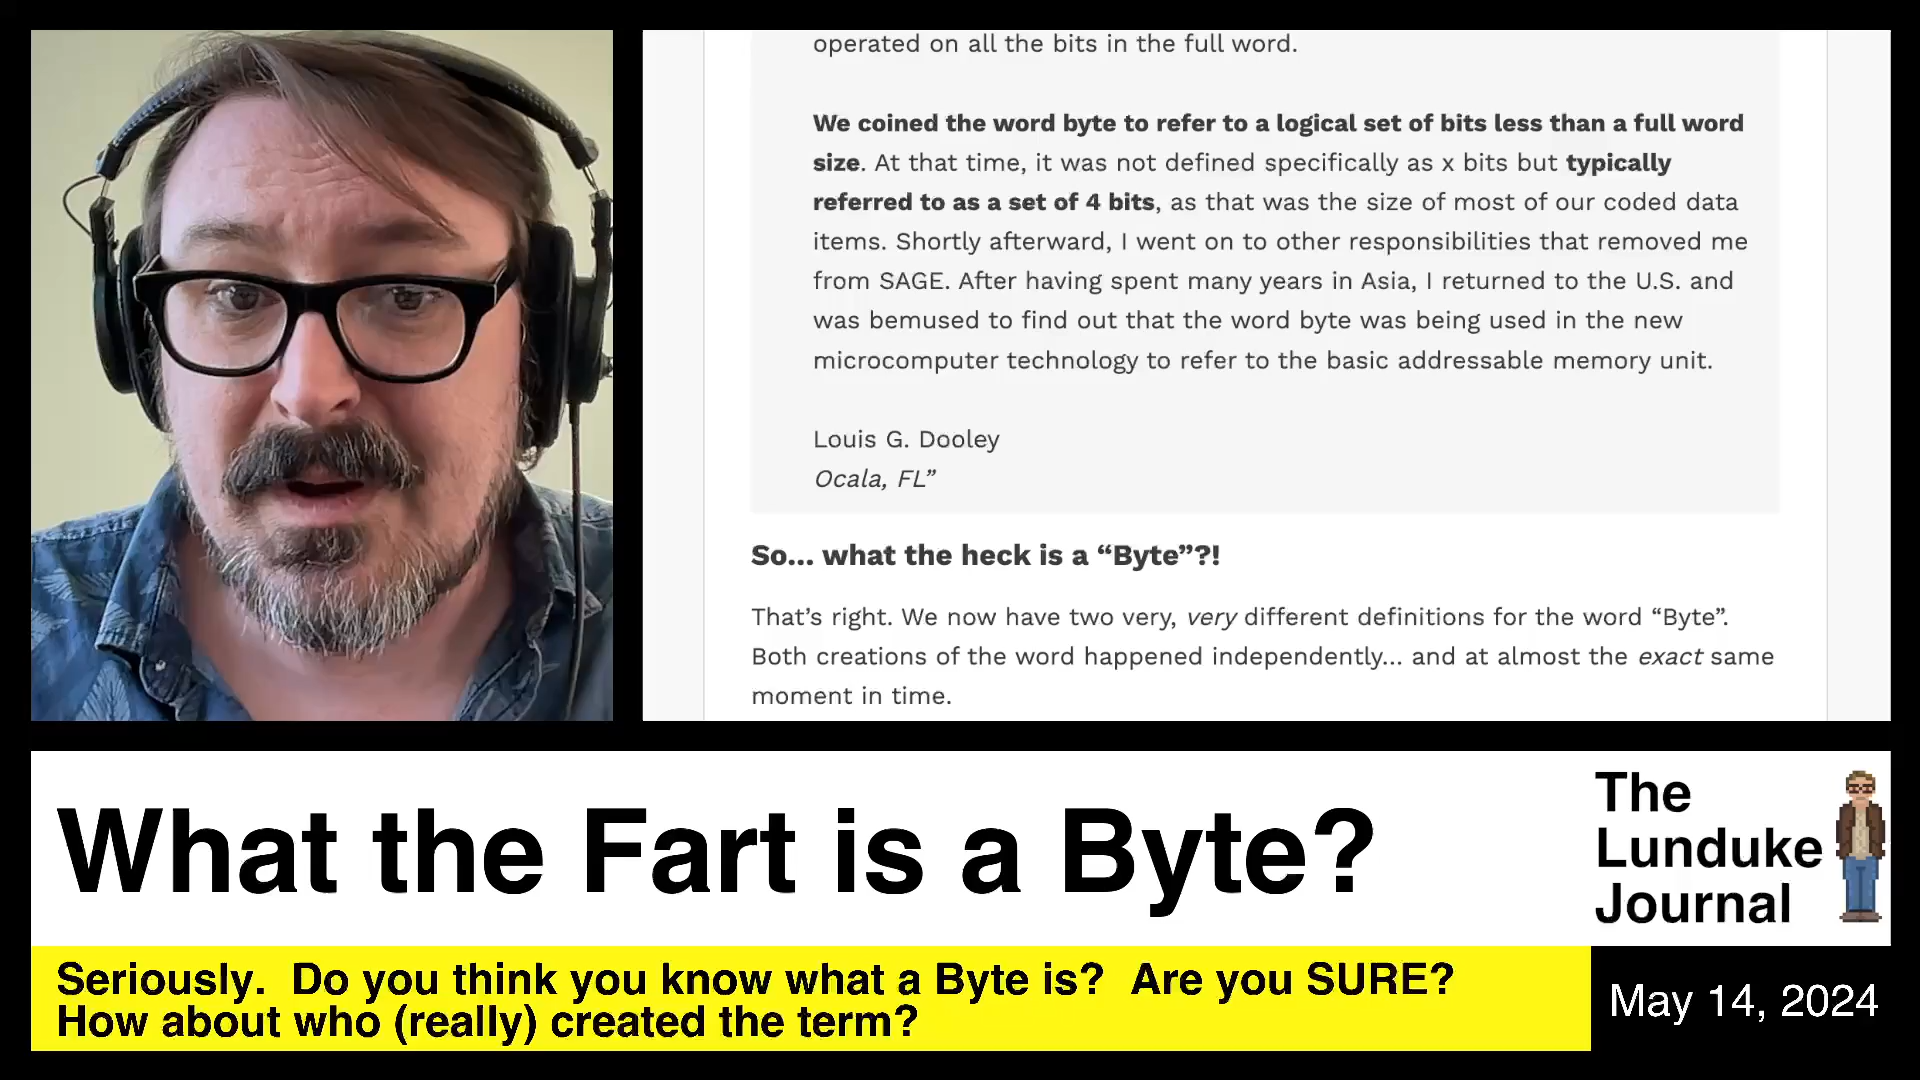 operated on all the bits in the full word.
We coined the word byte to refer to a logical set of bits less than a full word
size. At that time, it was not defined specifically as x bits but typically
referred to as a set of 4 bits, as that was the size of most of our coded data
items. Shortly afterward, I went on to other responsibilities that removed me
from SAGE. After having spent many years in Asia, I returned to the U.S. and
was bemused to find out that the word byte was being used in the new
microcomputer technology to refer to the basic addressable memory unit.
Louis G. Dooley
Ocala, FL”
So... what the heck is a “Byte”?!
That’s right. We now have two very, very different definitions for the word “Byte”.
Both creations of the word happened independently... and at almost the exact same
moment in time.
What the Fart is a Byte?
The
Lunduke
Journal
Seriously.  Do you think you know what a Byte is?  Are you SURE?
How about who (really) created the term?
May 14, 2024